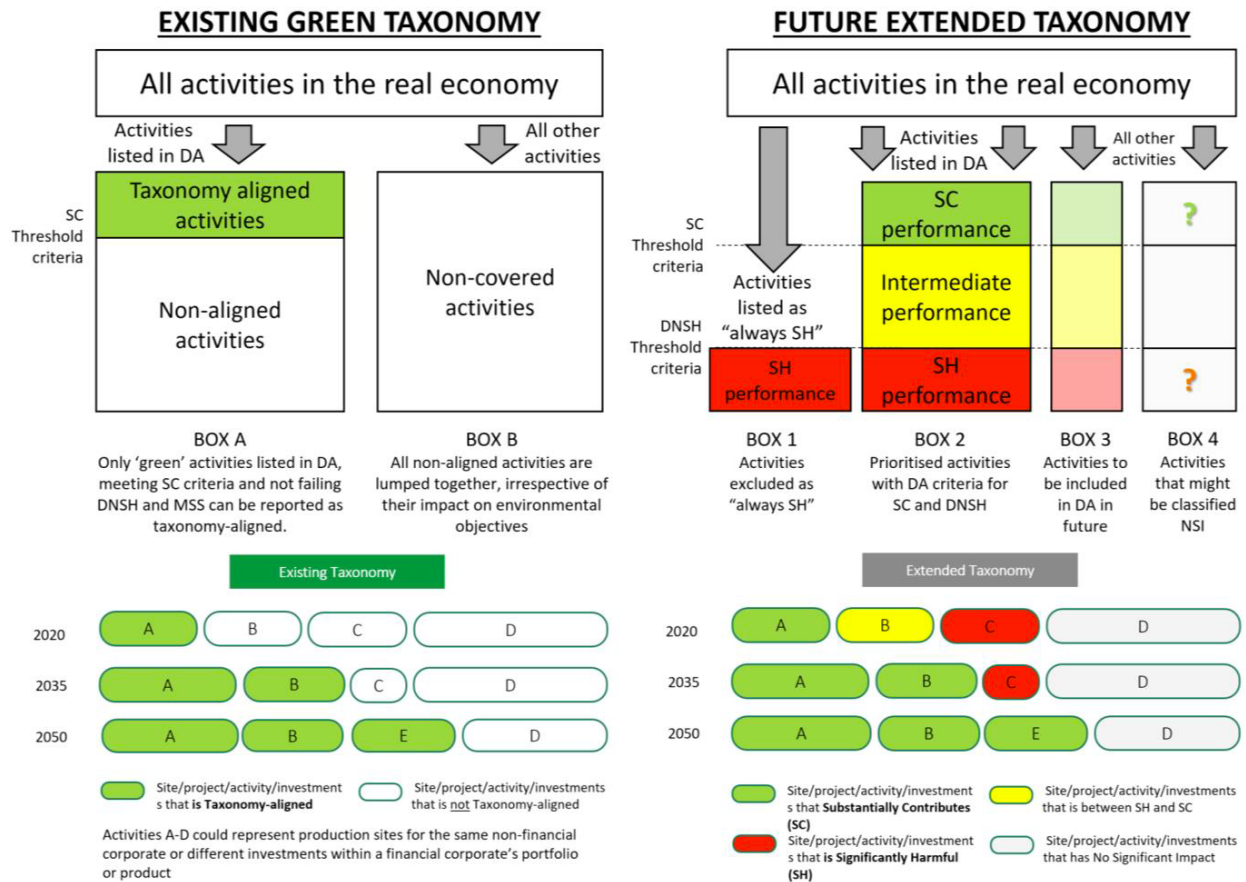 EXISTING GREEN TAXONOMY
All activities in the real economy
Activities
listed in DA
All other
activities
SC
Threshold
criteria
Taxonomy aligned
activities
Non-aligned
activities
Non-covered
activities
BOX A
Only ‘green’ activities listed in DA,
meeting SC criteria and not failing
DNSH and MSS can be reported as
taxonomy-aligned.
BOX B
All non-aligned activities are
lumped together, irrespective of
their impact on environmental
objectives
FUTURE EXTENDED TAXONOMY
All activities in the real economy
Activities
listed in DA
All other
activities
SC
Threshold
criteria
DNSH
Threshold
criteria
Activities
listed as
“always SH”
SH
performance
SC
performance
Intermediate
performance
SH
performance
?
?
BOX 1
Activities
excluded as
“always SH”
BOX 2
Prioritised activities
with DA criteria for
SC and DNSH
BOX 3
Activities to
be included
in DA in
future
BOX 4
Activities
that might
be classified
NSI
Existing Taxonomy
2020 A B C D
2035 A B C D
2050 A B E D
Site/project/activity/investment
s that is Taxonomy-aligned
Site/project/activity/investments
that is not Taxonomy-aligned
Activities A-D could represent production sites for the same non-financial
corporate or different investments within a financial corporate’s portfolio
or product
Extended Taxonomy
2020 A B C D
2035 A B C D
2050 A B E D
Site/project/activity/investment
s that Substantially Contributes
(SC)
Site/project/activity/investments
that is between SH and SC
Site/project/activity/investment
s that is Significantly Harmful
(SH)
Site/project/activity/investments
that has No Significant Impact